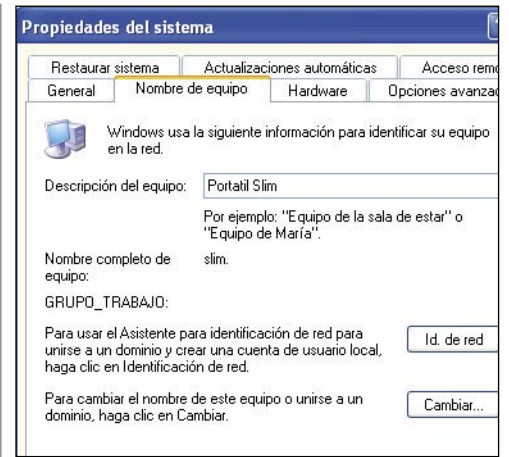 Propiedades del sistema
Restaurar sistema
Actualizaciones automáticas
Acceso remo
General
Nombre de equipo
Hardware
Opciones avanzad
Windows usa la siguiente información para identificar su equipo
en la red.
Descripción del equipo:
Portatil Slim
Por ejemplo: "Equipo de la sala de estar" o
"Equipo de María".
Nombre completo de
equipo:
slim.
GRUPO_TRABAJO:
Para usar el Asistente para identificación de red para
unirse a un dominio y crear una cuenta de usuario local,
haga clic en Identificación de red.
Id. de red
Para cambiar el nombre de este equipo o unirse a un
dominio, haga clic en Cambiar.
Cambiar...